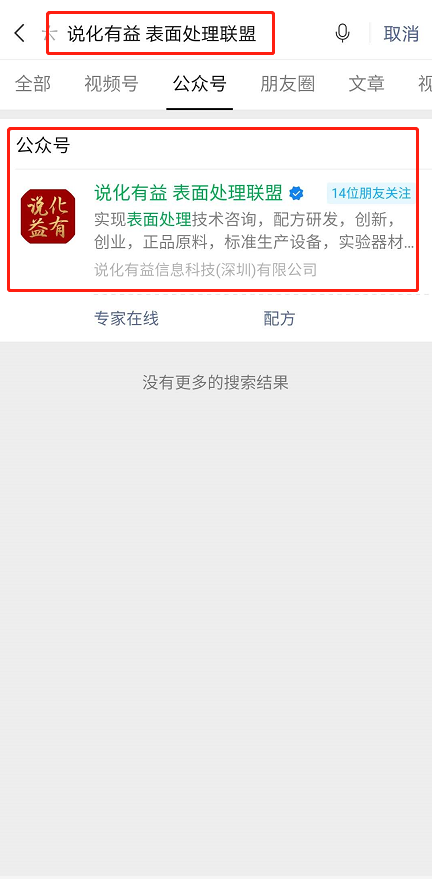 说化有益 表面处理联盟
取消
全部
视频号
公众号
朋友圈
文章
视
公众号
说化
益有
说化有益 表面处理联盟
14位朋友关注
实现表面处理技术咨询，配方研发，创新，
创业，正品原料，标准生产设备，实验器材...
说化有益信息科技(深圳)有限公司
专家在线
配方
没有更多的搜索结果